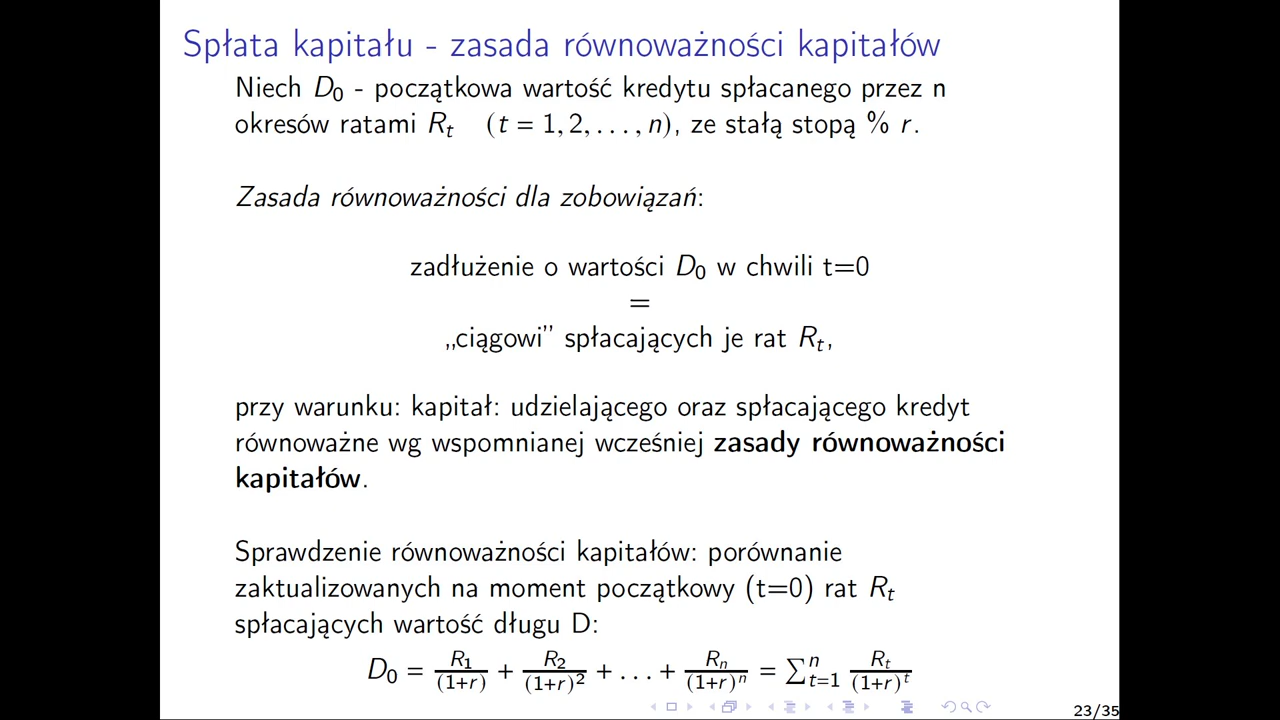 Spłata kapitału - zasada równoważności kapitałów
Niech D₀ - początkowa wartość kredytu spłacanego przez n
okresów ratami Rₜ (t = 1, 2, . . . , n), ze stałą stopą % r.
Zasada równoważności dla zobowiązań:
zadłużenie o wartości D₀ w chwili t=0
=
„ciągowi” spłacających je rat Rₜ,
przy warunku: kapitał: udzielającego oraz spłacającego kredyt
równoważne wg wspomnianej wcześniej zasady równoważności
kapitałów.
Sprawdzenie równoważności kapitałów: porównanie
zaktualizowanych na moment początkowy (t=0) rat Rₜ
spłacających wartość długu D:
D₀ = R₁/(1+r) + R₂/(1+r)² + . . . + Rₙ/(1+r)ⁿ = ∑ⁿₜ₌₁ Rₜ/(1+r)ᵗ
23/35